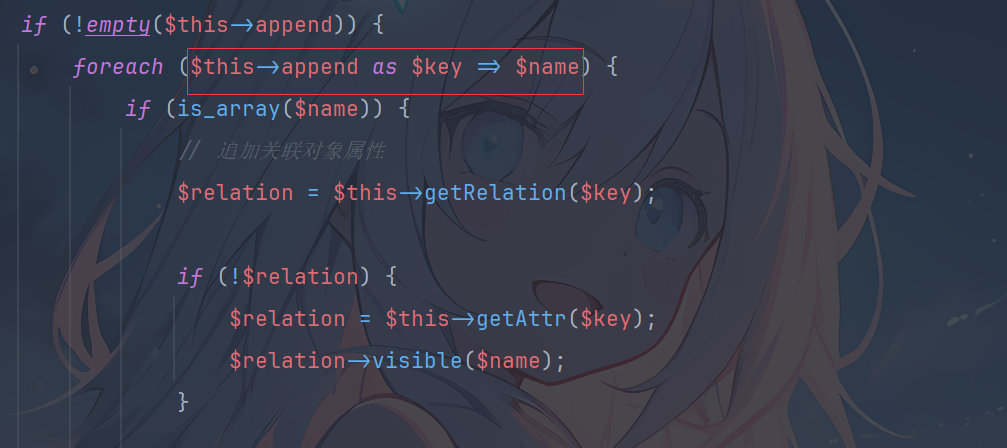 if (!empty($this->append)) {
foreach ($this->append as $key => $name) {
if (is_array($name)) {
// 追加关联对象属性
$relation = $this->getRelation($key);
if (!$relation) {
$relation = $this->getAttr($key);
$relation->visible($name);
}